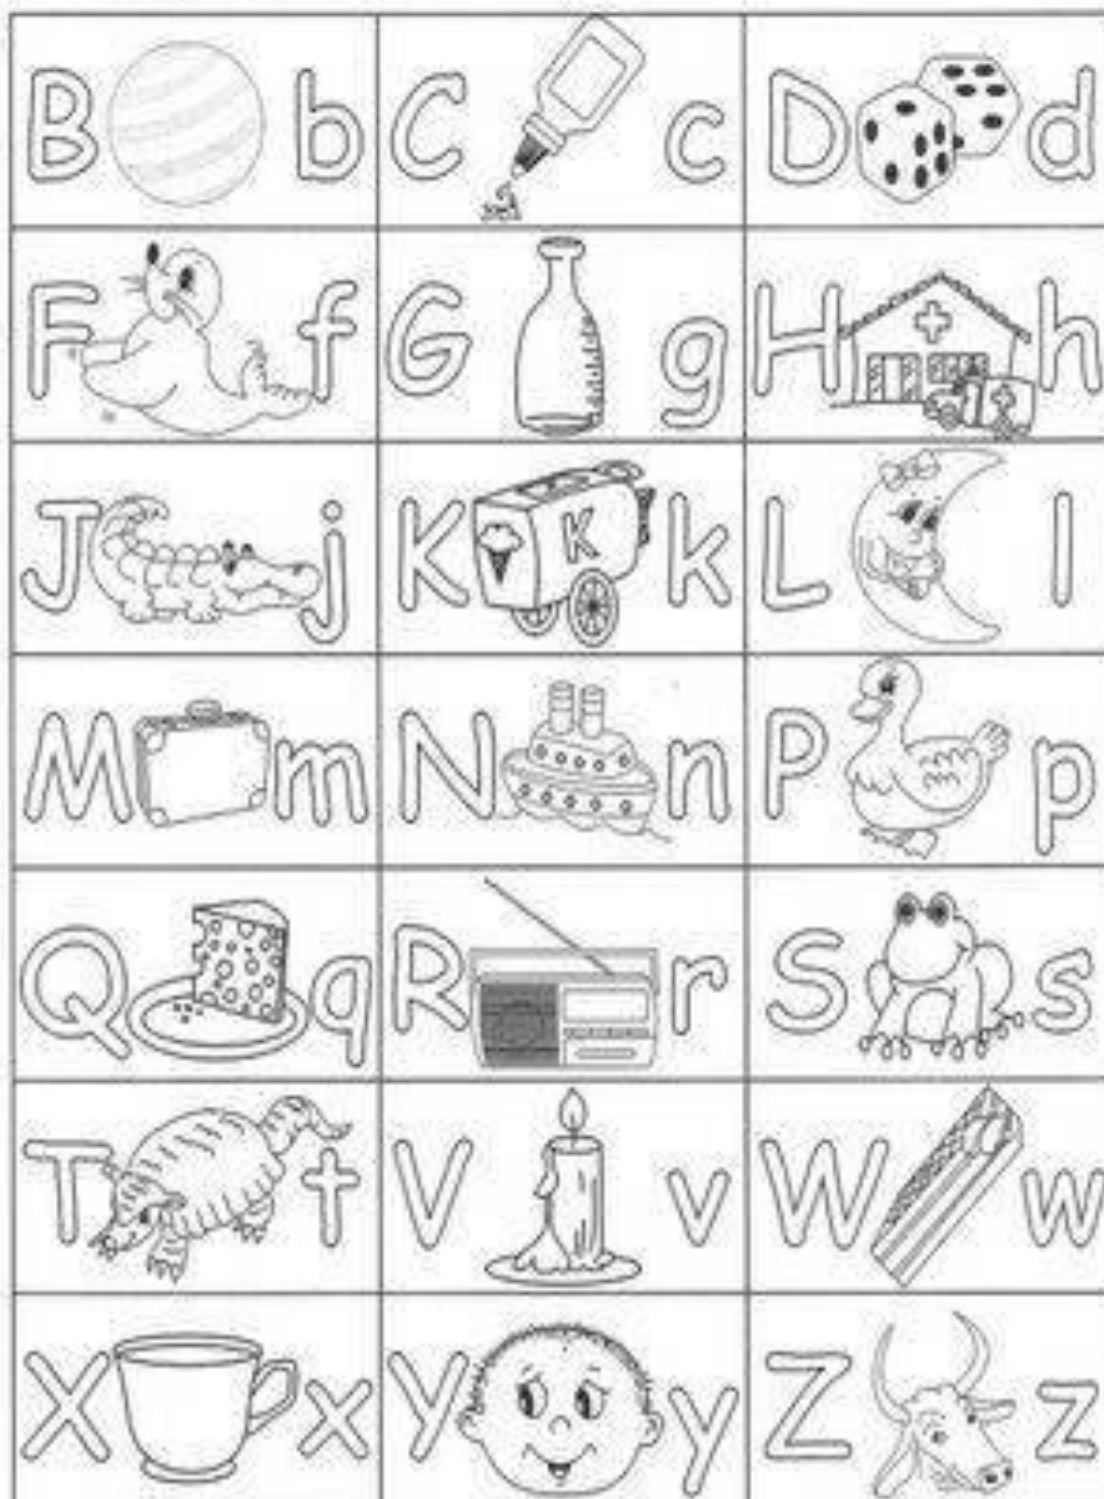 B b C c D d
F f G g H h
J j K K k L l
M m N n P p
Q q R r S s
T t V v W w
X x Y y Z z